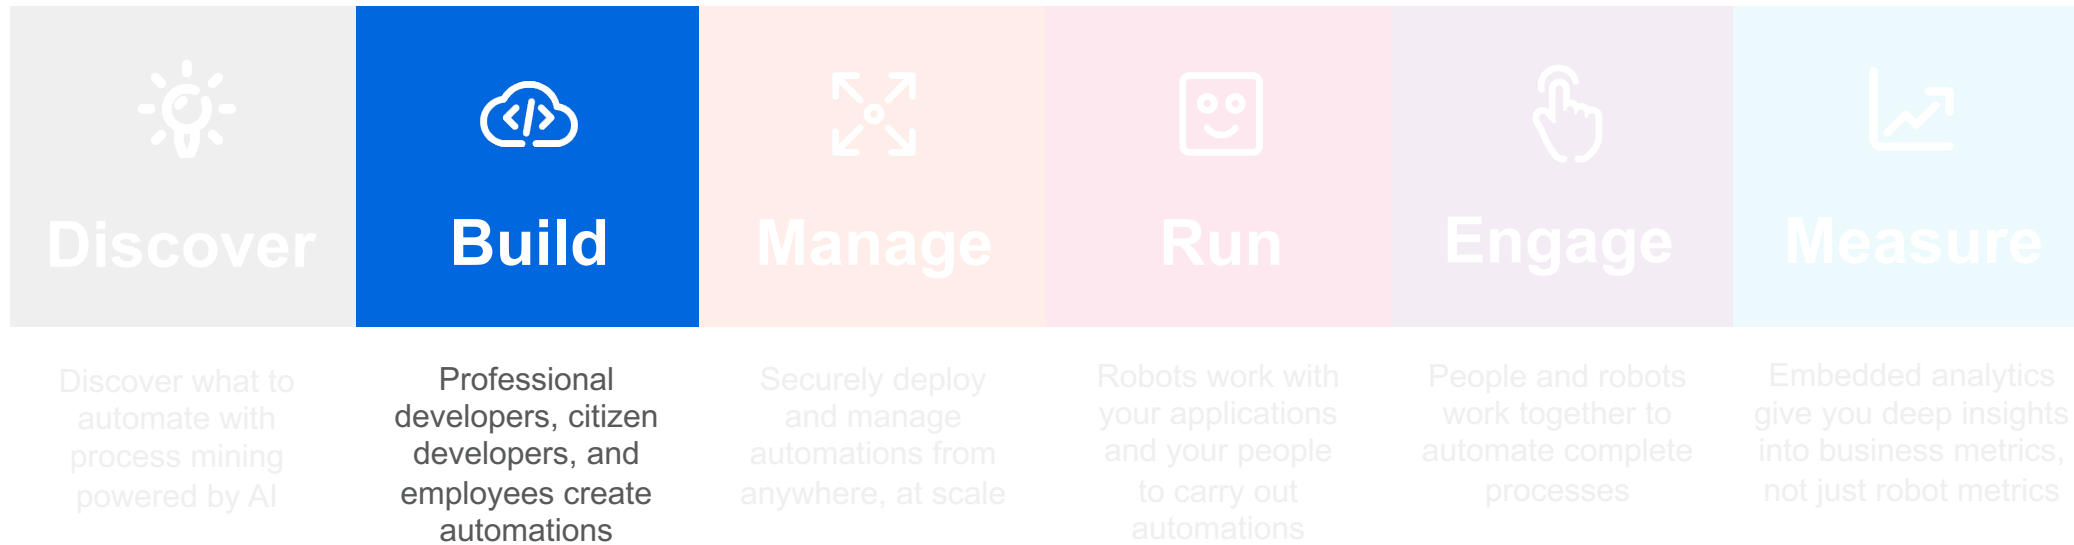 Discover
Build
Manage
Run
Engage
Measure
Discover what to
automate with
process mining
powered by AI
Professional
developers, citizen
developers, and
employees create
automations
Securely deploy
and manage
automations from
anywhere, at scale
Robots work with
your applications
and your people
to carry out
automations
People and robots
work together to
automate complete
processes
Embedded analytics
give you deep insights
into business metrics,
not just robot metrics